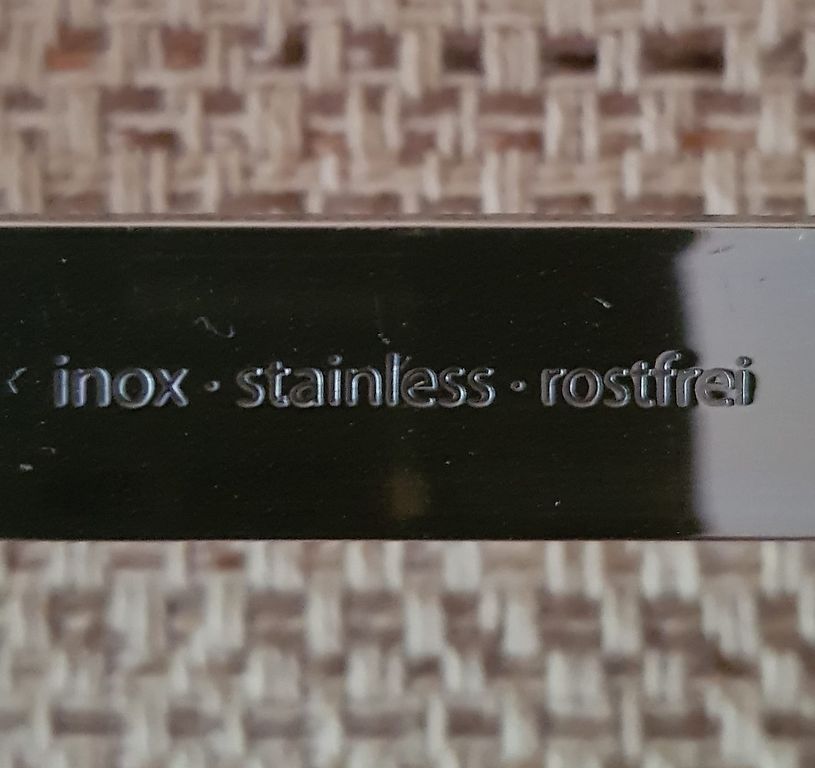 inox · stainless · rostfrei